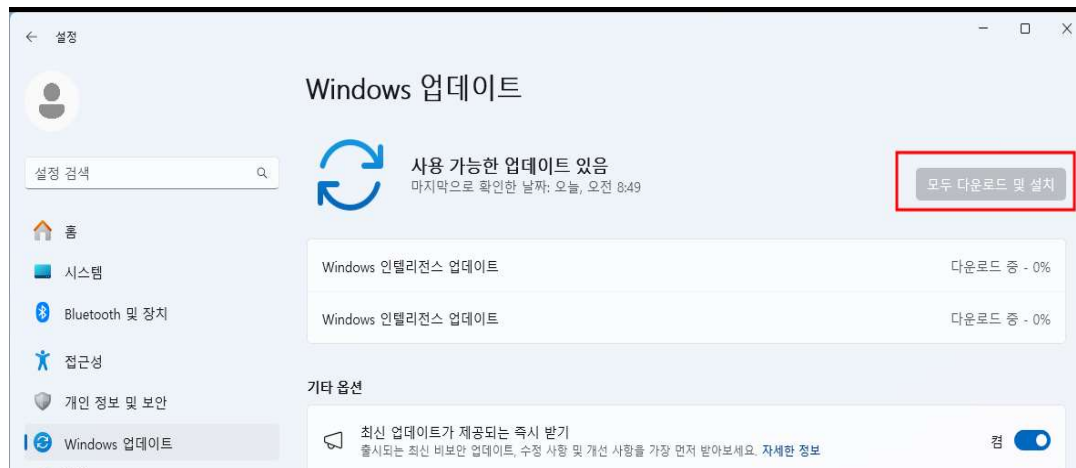 설정
Windows 업데이트
설정 검색
사용 가능한 업데이트 있음
마지막으로 확인한 날짜: 오늘, 오전 8:49
모두 다운로드 및 설치
홈
시스템
Bluetooth 및 장치
접근성
개인 정보 및 보안
Windows 업데이트
Windows 인텔리전스 업데이트
다운로드 중 - 0%
Windows 인텔리전스 업데이트
다운로드 중 - 0%
기타 옵션
최신 업데이트가 제공되는 즉시 받기
출시되는 최신 비보안 업데이트, 수정 사항 및 개선 사항을 가장 먼저 받아보세요. 자세한 정보
켬